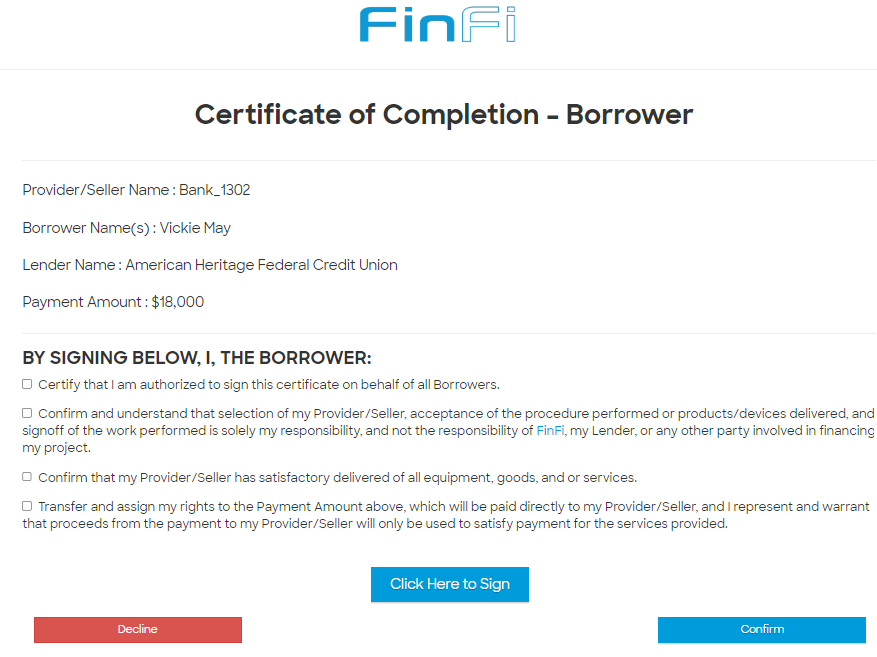 FinFi
Certificate of Completion – Borrower
Provider/Seller Name : Bank_1302
Borrower Name(s) : Vickie May
Lender Name : American Heritage Federal Credit Union
Payment Amount : $18,000
BY SIGNING BELOW, I, THE BORROWER:
Certify that I am authorized to sign this certificate on behalf of all Borrowers.
Confirm and understand that selection of my Provider/Seller, acceptance of the procedure performed or products/devices delivered, and
signoff of the work performed is solely my responsibility, and not the responsibility of FinFi, my Lender, or any other party involved in financing
my project.
Confirm that my Provider/Seller has satisfactory delivered of all equipment, goods, and or services.
Transfer and assign my rights to the Payment Amount above, which will be paid directly to my Provider/Seller, and I represent and warrant
that proceeds from the payment to my Provider/Seller will only be used to satisfy payment for the services provided.
Click Here to Sign
Decline
Confirm